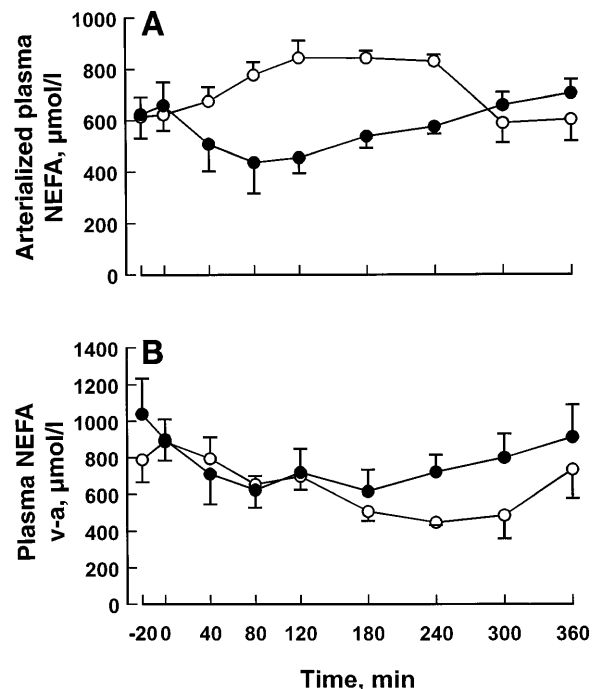 A
1000
800
600
400
200
0
Arterialized plasma
NEFA, µmol/l
B
1400
1200
1000
800
600
400
200
0
Plasma NEFA
v-a, µmol/l
-20 0 40 80 120 180 240 300 360
Time, min